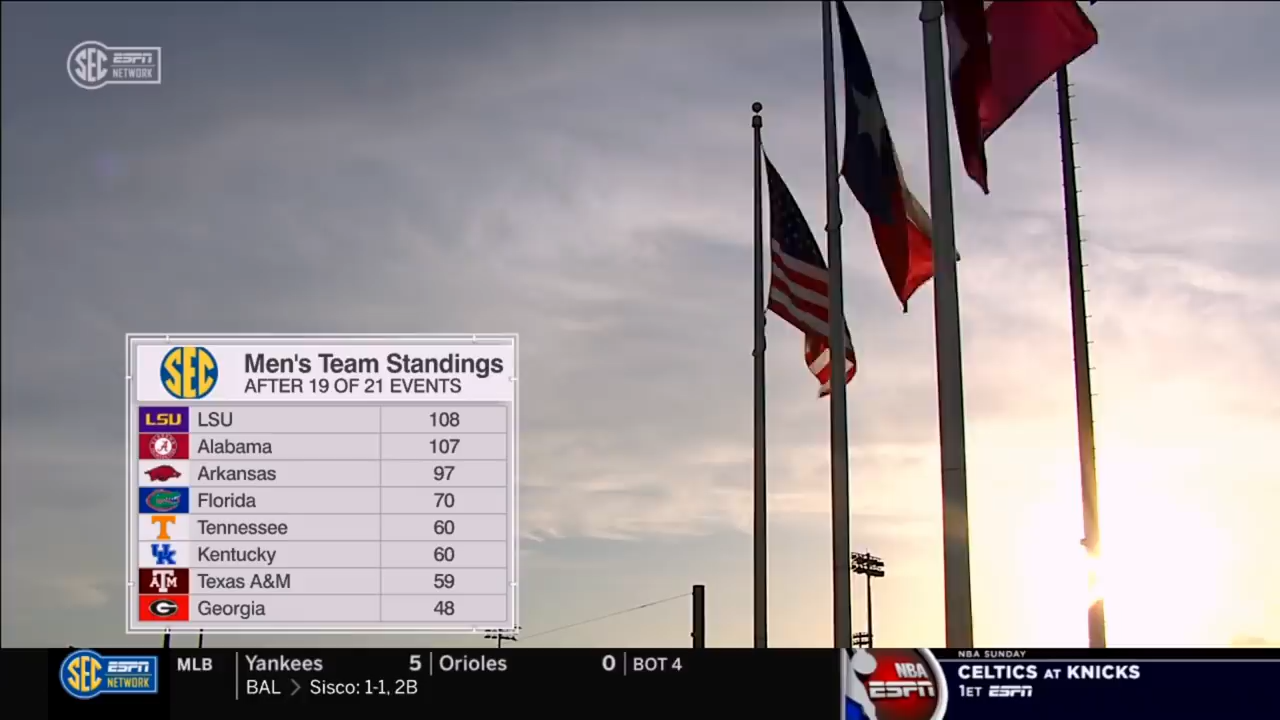 SEC ESPN NETWORK
SEC Men's Team Standings
AFTER 19 OF 21 EVENTS
LSU LSU 108
A Alabama 107
Arkansas 97
Florida 70
T Tennessee 60
UK Kentucky 60
ATM Texas A&M 59
G Georgia 48
SEC ESPN NETWORK
MLB Yankees 5 Orioles 0 BOT 4
BAL > Sisco: 1-1, 2B
NBA ESPN
NBA SUNDAY
CELTICS AT KNICKS
1ET ESPN